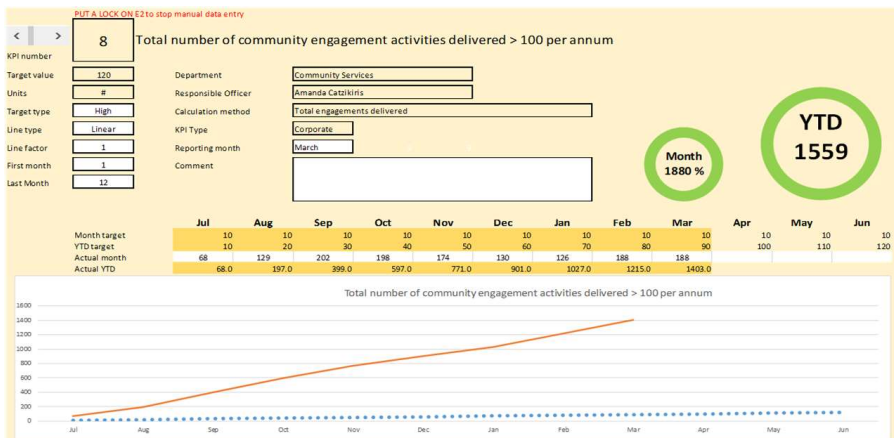 PUT A LOCK ON E2 to stop manual data entry
< >
8 Total number of community engagement activities delivered > 100 per annum
KPI number
Target value 120 Department Community Services
Units # Responsible Officer Amanda Catzikiris
Target type High Calculation method Total engagements delivered
Line type Linear KPI Type Corporate
Line factor 1 Reporting month March
First month 1 Comment
Last Month 12
Month
1880 %
YTD
1559
Jul Aug Sep Oct Nov Dec Jan Feb Mar Apr May Jun
Month target 10 10 10 10 10 10 10 10 10 10 10 10
YTD target 10 20 30 40 50 60 70 80 90 100 110 120
Actual month 68 129 202 198 174 130 126 188 188
Actual YTD 68.0 197.0 399.0 597.0 771.0 901.0 1027.0 1215.0 1403.0
Total number of community engagement activities delivered > 100 per annum
1600
1400
1200
1000
800
600
400
200
0
Jul Aug Sep Oct Nov Dec Jan Feb Mar Apr May Jun